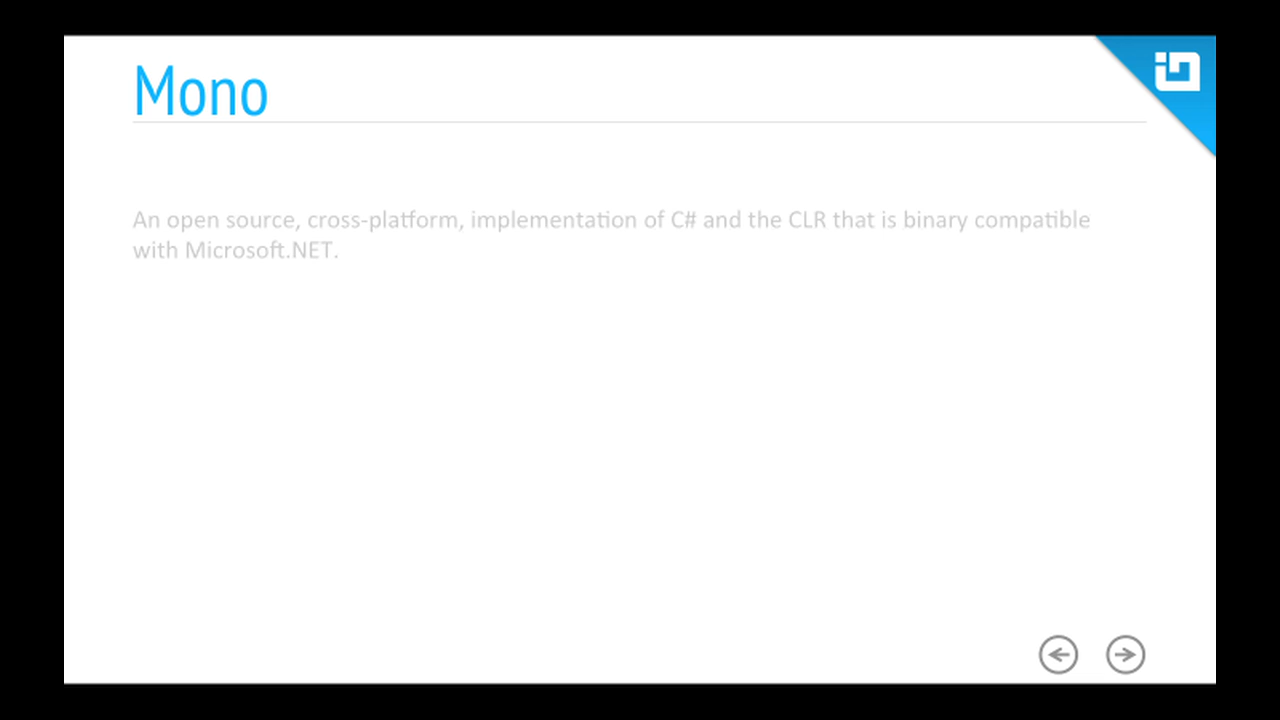 Mono
An open source, cross-platform, implementation of C# and the CLR that is binary compatible
with Microsoft.NET.